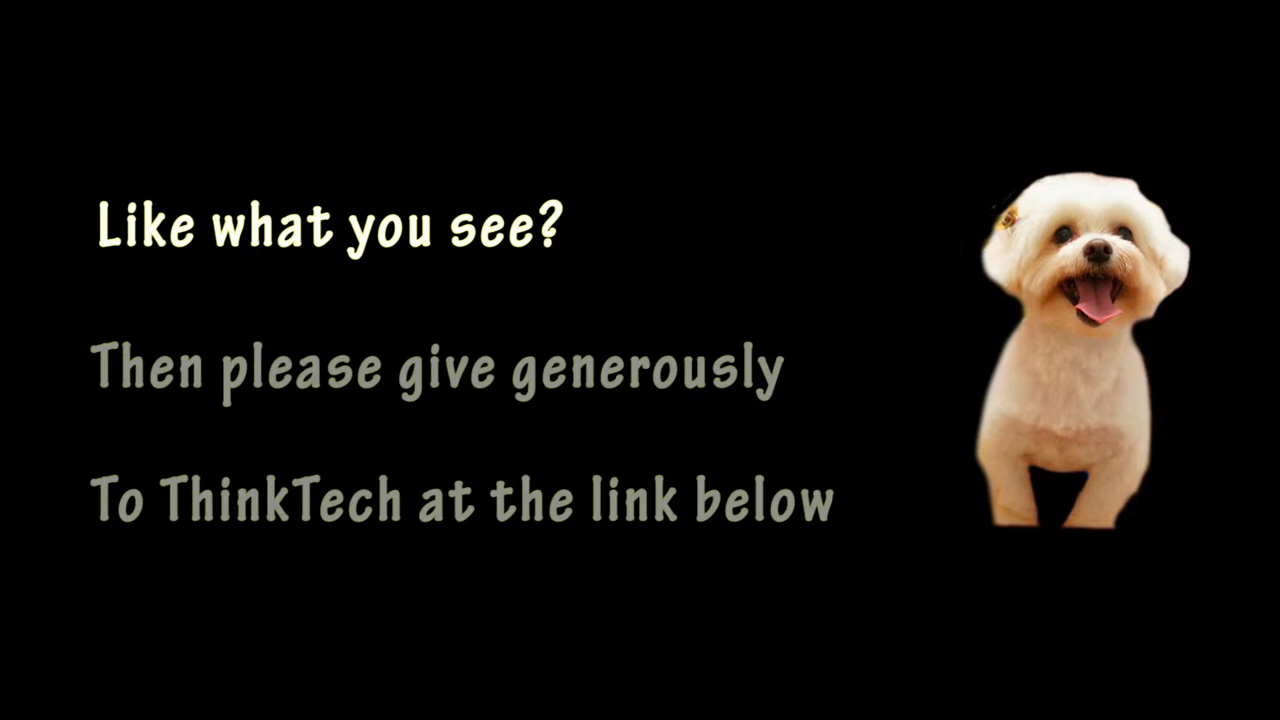 Like what you see?
Then please give generously
To ThinkTech at the link below